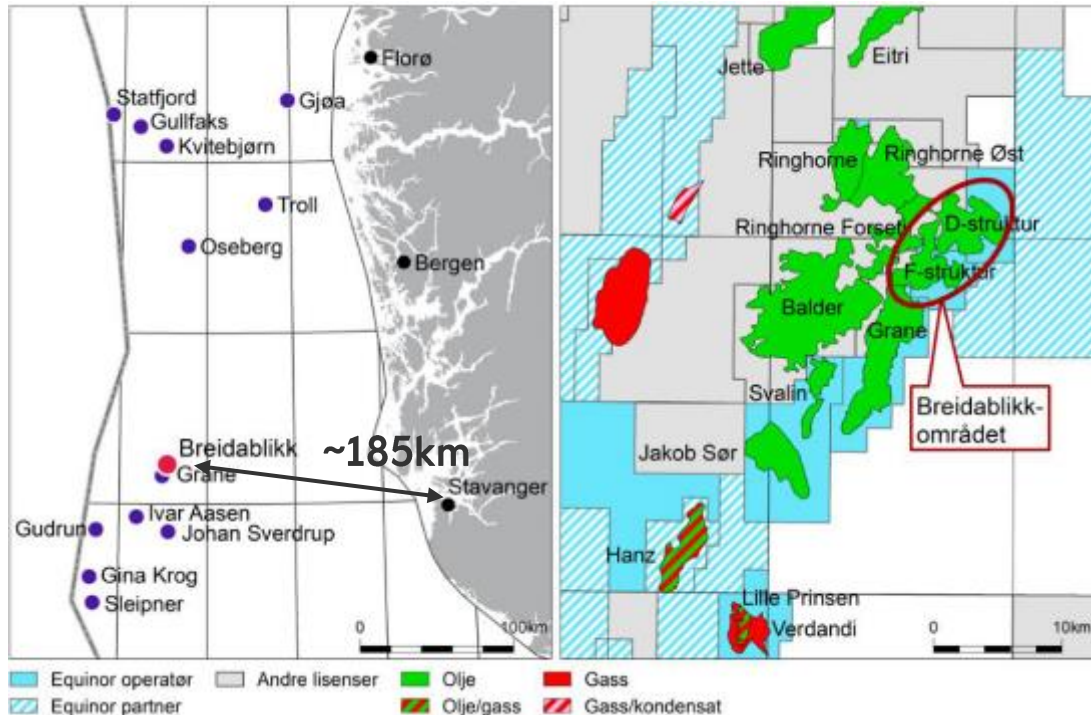 Florø
Statfjord
Gjøa
Gullfaks
Kvitebjørn
Troll
Oseberg
Bergen
Breidablikk
~185km
Grane
Stavanger
Ivar Aasen
Gudrun
Johan Sverdrup
Gina Krog
Sleipner
0 100km
Jette
Eitri
Ringhorne
Ringhorne Øst
Ringhorne Forseti
D-struktur
F-struktur
Balder
Grane
Svalin
Breidablikk-
området
Jakob Sør
Hanz
Lille Prinsen
Verdandi
0 10km
Equinor operatør
Andre lisenser
Olje
Gass
Equinor partner
Olje/gass
Gass/kondensat